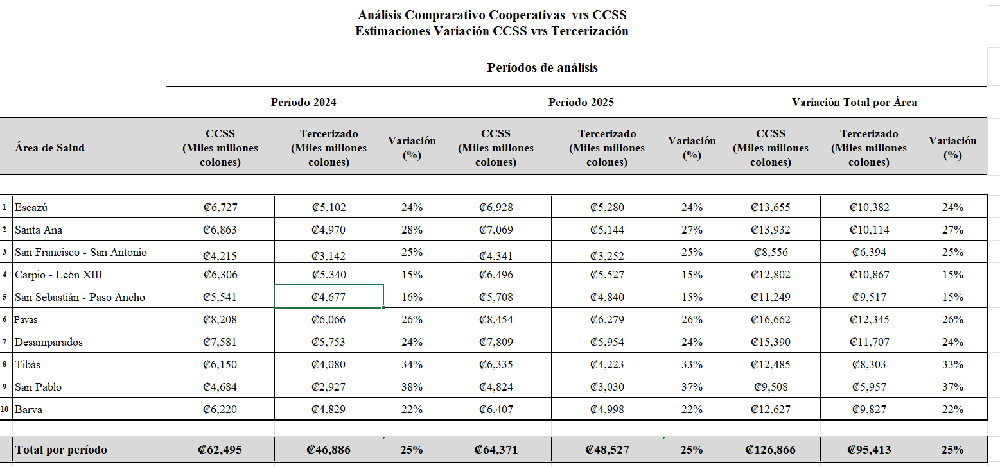 Análisis Comprarativo Cooperativas vrs CCSS
Estimaciones Variación CCSS vrs Tercerización
Períodos de análisis
Período 2024 Período 2025 Variación Total por Área
Área de Salud CCSS (Miles millones colones) Tercerizado (Miles millones colones) Variación (%) CCSS (Miles millones colones) Tercerizado (Miles millones colones) Variación (%) CCSS (Miles millones colones) Tercerizado (Miles millones colones) Variación (%)
1 Escazú ₡6,727 ₡5,102 24% ₡6,928 ₡5,280 24% ₡13,655 ₡10,382 24%
2 Santa Ana ₡6,863 ₡4,970 28% ₡7,069 ₡5,144 27% ₡13,932 ₡10,114 27%
3 San Francisco - San Antonio ₡4,215 ₡3,142 25% ₡4,341 ₡3,252 25% ₡8,556 ₡6,394 25%
4 Carpio - León XIII ₡6,306 ₡5,340 15% ₡6,496 ₡5,527 15% ₡12,802 ₡10,867 15%
5 San Sebastián - Paso Ancho ₡5,541 ₡4,677 16% ₡5,708 ₡4,840 15% ₡11,249 ₡9,517 15%
6 Pavas ₡8,208 ₡6,066 26% ₡8,454 ₡6,279 26% ₡16,662 ₡12,345 26%
7 Desamparados ₡7,581 ₡5,753 24% ₡7,809 ₡5,954 24% ₡15,390 ₡11,707 24%
8 Tibás ₡6,150 ₡4,080 34% ₡6,335 ₡4,223 33% ₡12,485 ₡8,303 33%
9 San Pablo ₡4,684 ₡2,927 38% ₡4,824 ₡3,030 37% ₡9,508 ₡5,957 37%
10 Barva ₡6,220 ₡4,829 22% ₡6,407 ₡4,998 22% ₡12,627 ₡9,827 22%
Total por período ₡62,495 ₡46,886 25% ₡64,371 ₡48,527 25% ₡126,866 ₡95,413 25%